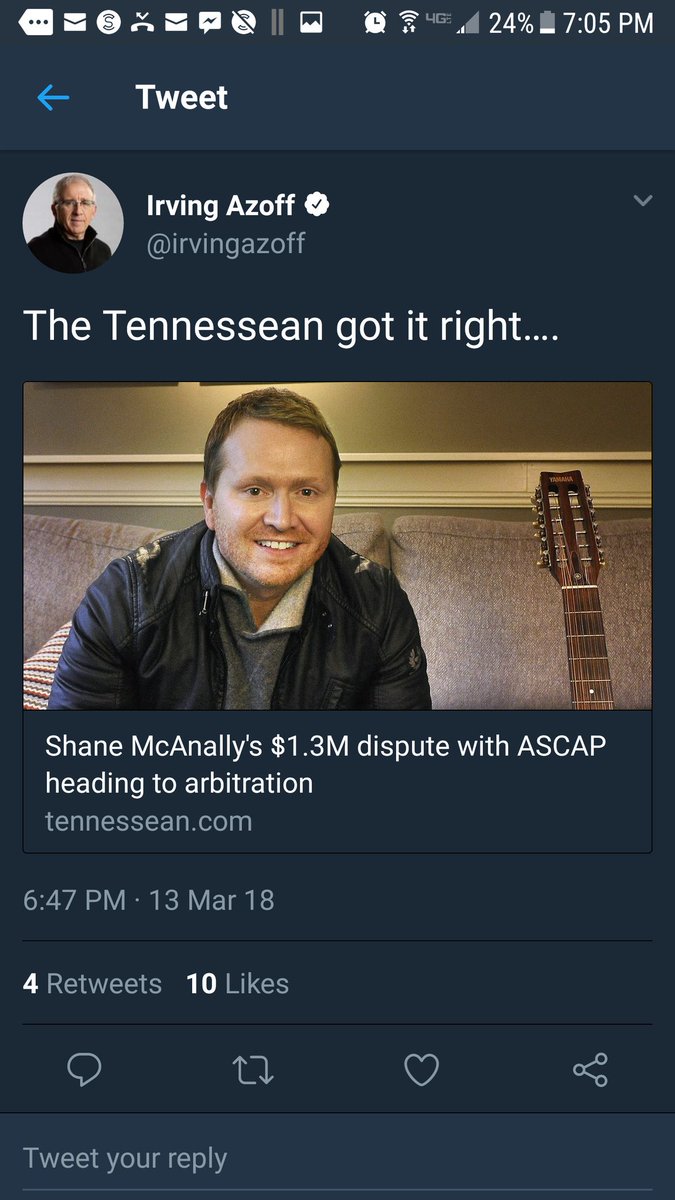 4G 24% 7:05 PM
Tweet
Irving Azoff
@irvingazoff
The Tennessean got it right....
YAMAHA
Shane McAnally's $1.3M dispute with ASCAP
heading to arbitration
tennessean.com
6:47 PM · 13 Mar 18
4 Retweets 10 Likes
Tweet your reply